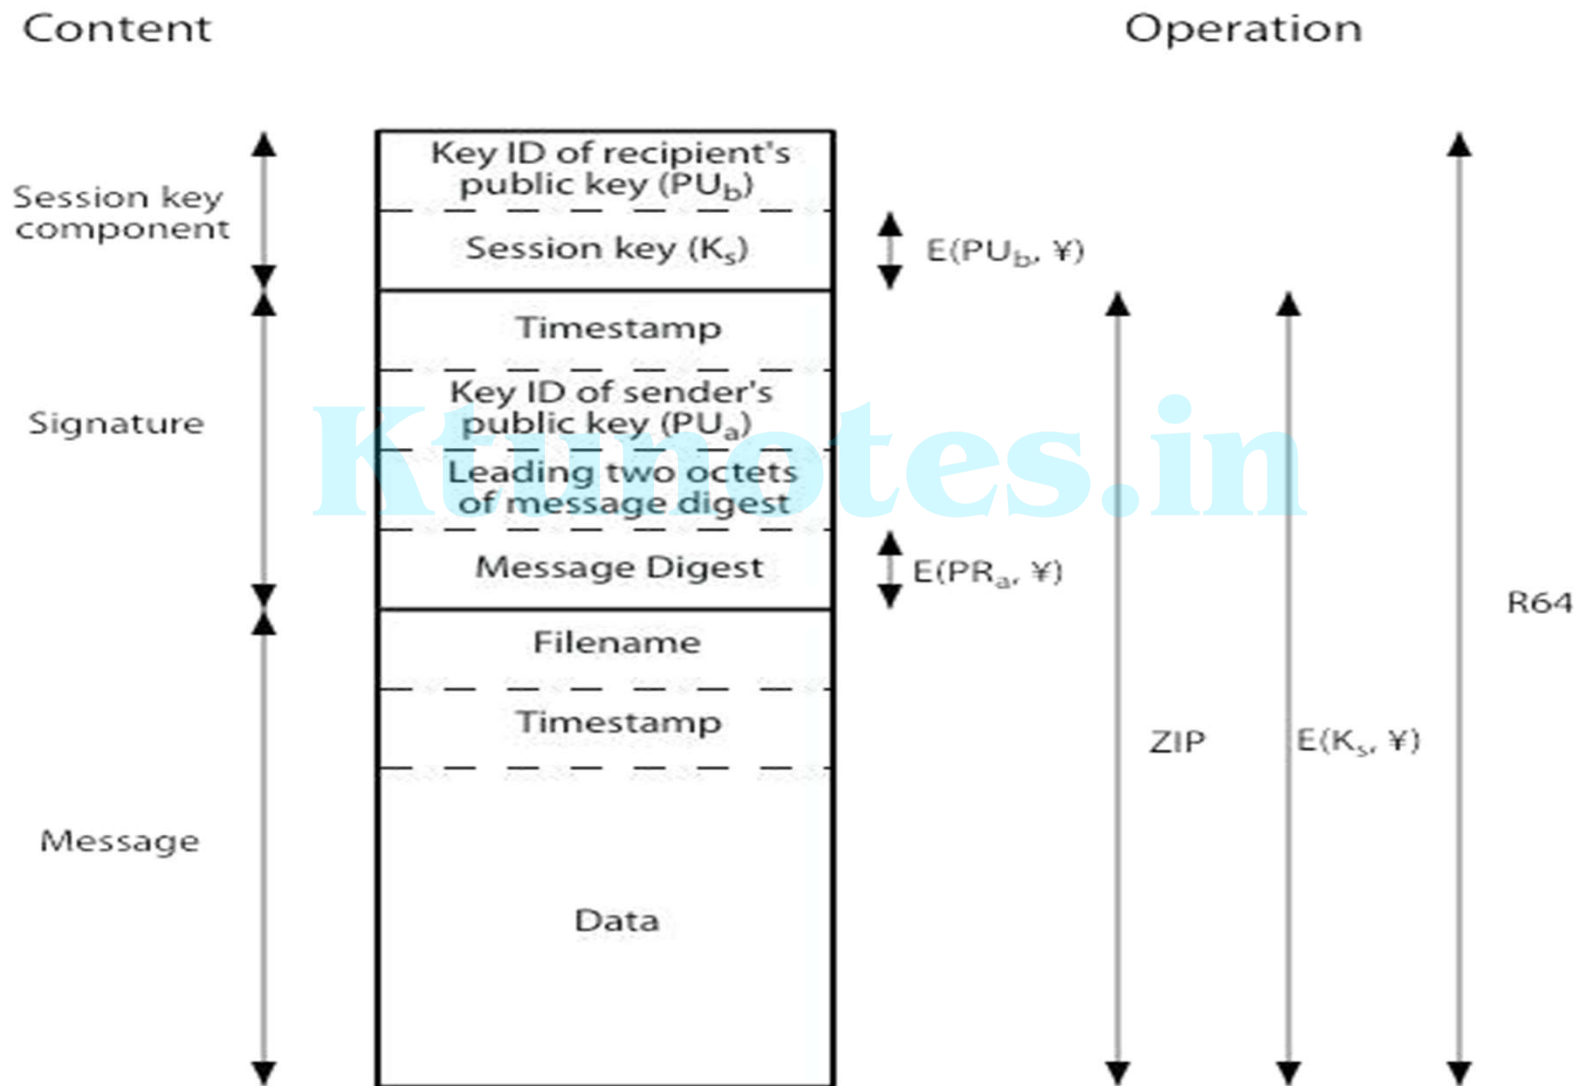 Content
Operation
Key ID of recipient's
public key (PUb)
Session key
component
Session key (Ks)
E(PUb, ¥)
Timestamp
Key ID of sender's
public key (PUa)
Signature
Leading two octets
of message digest
Ktunotes.in
Message Digest
E(PRa, ¥)
R64
Filename
Timestamp
ZIP
E(Ks, ¥)
Message
Data